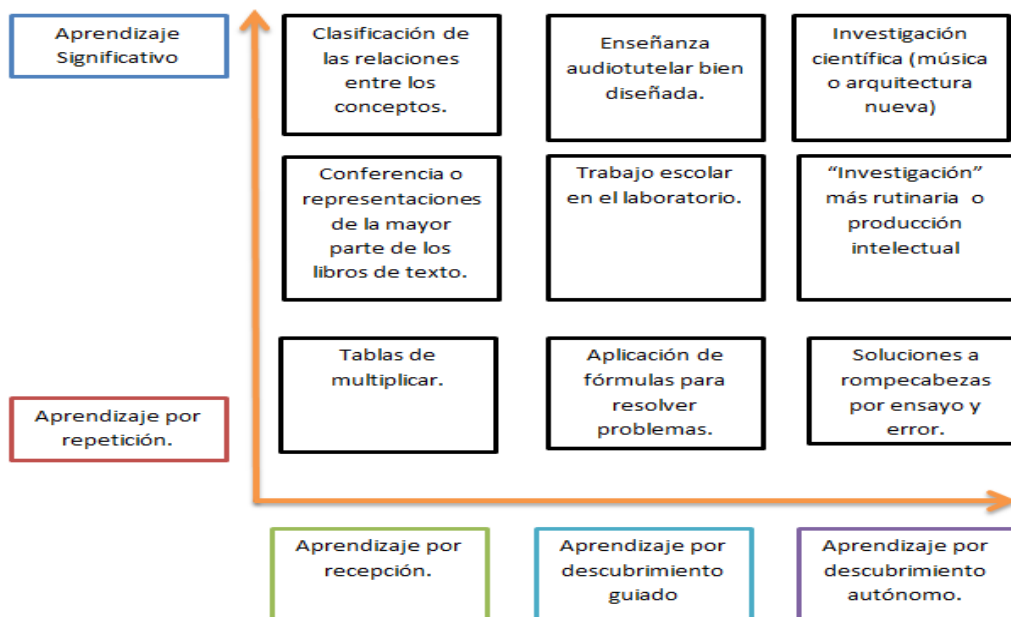 Aprendizaje
Significativo
Clasificación de
las relaciones
entre los
conceptos.
Enseñanza
audiotutelar bien
diseñada.
Investigación
científica (música
o arquitectura
nueva)
Conferencia o
representaciones
de la mayor
parte de los
libros de texto.
Trabajo escolar
en el laboratorio.
“Investigación”
más rutinaria o
producción
intelectual
Aprendizaje por
repetición.
Tablas de
multiplicar.
Aplicación de
fórmulas para
resolver
problemas.
Soluciones a
rompecabezas
por ensayo y
error.
Aprendizaje por
recepción.
Aprendizaje por
descubrimiento
guiado
Aprendizaje por
descubrimiento
autónomo.